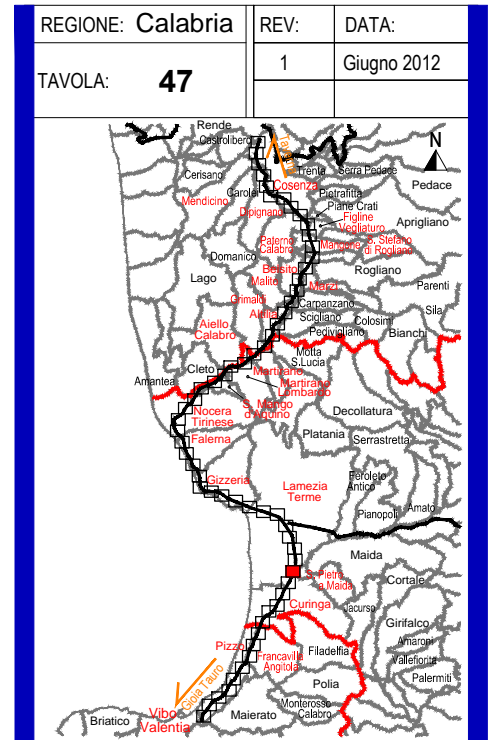 REGIONE: Calabria
REV:
DATA:
TAVOLA: 47
1
Giugno 2012
N
Rende
Castrolibero
Taranto
Cerisano
Trenta
Serra Pedace
Carolei
Cosenza
Pedace
Mendicino
Pietrafitta
Dipignano
Piane Crati
Figline
Vegliaturo
Aprigliano
Paterno
Calabro
Mangone
S. Stefano
di Rogliano
Domanico
Belsito
Rogliano
Lago
Malito
Marzi
Parenti
Grimaldi
Carpanzano
Altilia
Scigliano
Colosimi
Sila
Aiello
Calabro
Pedivigliano
Bianchi
Motta
S.Lucia
Cleto
Martirano
Amantea
Martirano
Lombardo
S. Mango
d'Aquino
Nocera
Tirinese
Decollatura
Falerna
Platania
Serrastretta
Gizzeria
Lamezia
Terme
Feroleto
Antico
Pianopoli
Amato
Maida
S. Pietro
a Maida
Cortale
Curinga
Jacurso
Girifalco
Pizzo
Amaroni
Francavilla
Angitola
Filadelfia
Vallefiorita
Gioia Tauro
Polia
Palermiti
Vibo
Valentia
Monterosso
Calabro
Briatico
Maierato